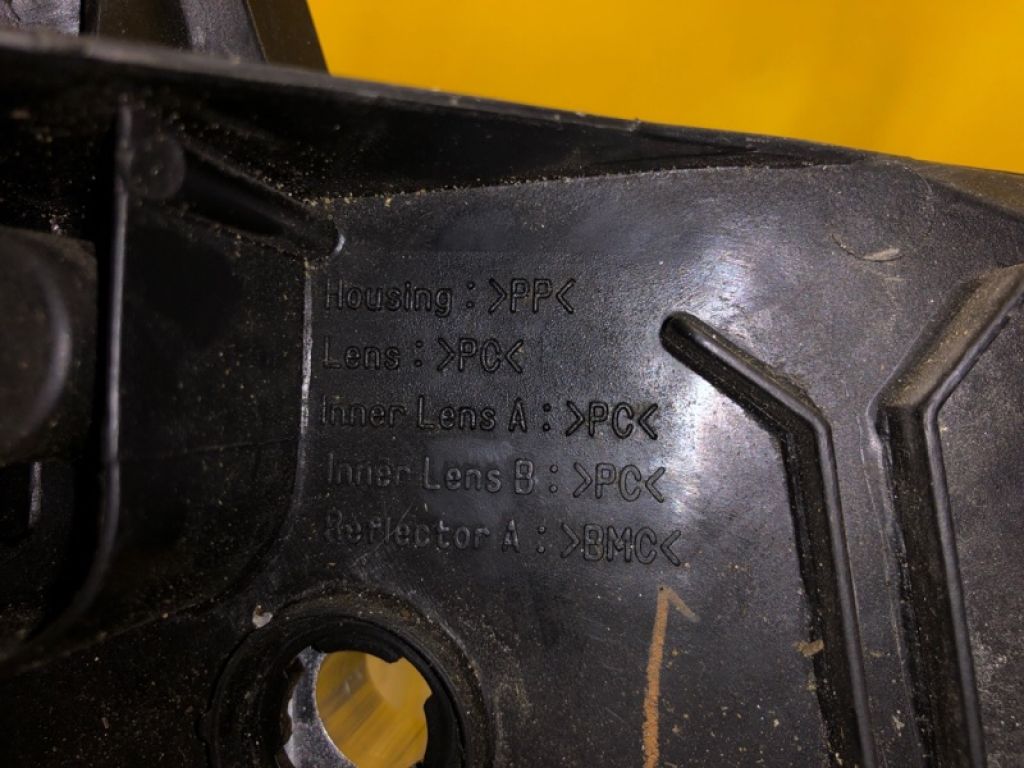 Housing : >PP<
Lens : >PC<
Inner Lens A : >PC<
Inner Lens B : >PC<
Reflector A : >BMC<